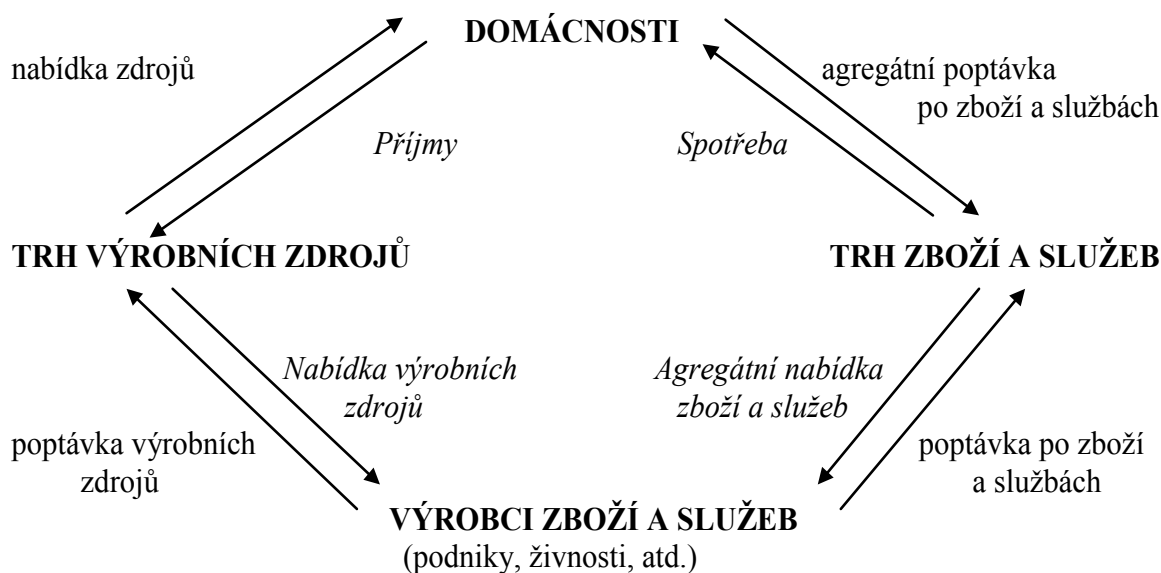 DOMÁCNOSTI
nabídka zdrojů
agregátní poptávka
po zboží a službách
Příjmy
Spotřeba
TRH VÝROBNÍCH ZDROJŮ
TRH ZBOŽÍ A SLUŽEB
Nabídka výrobních
zdrojů
Agregátní nabídka
zboží a služeb
poptávka výrobních
zdrojů
poptávka po zboží
a službách
VÝROBCI ZBOŽÍ A SLUŽEB
(podniky, živnosti, atd.)